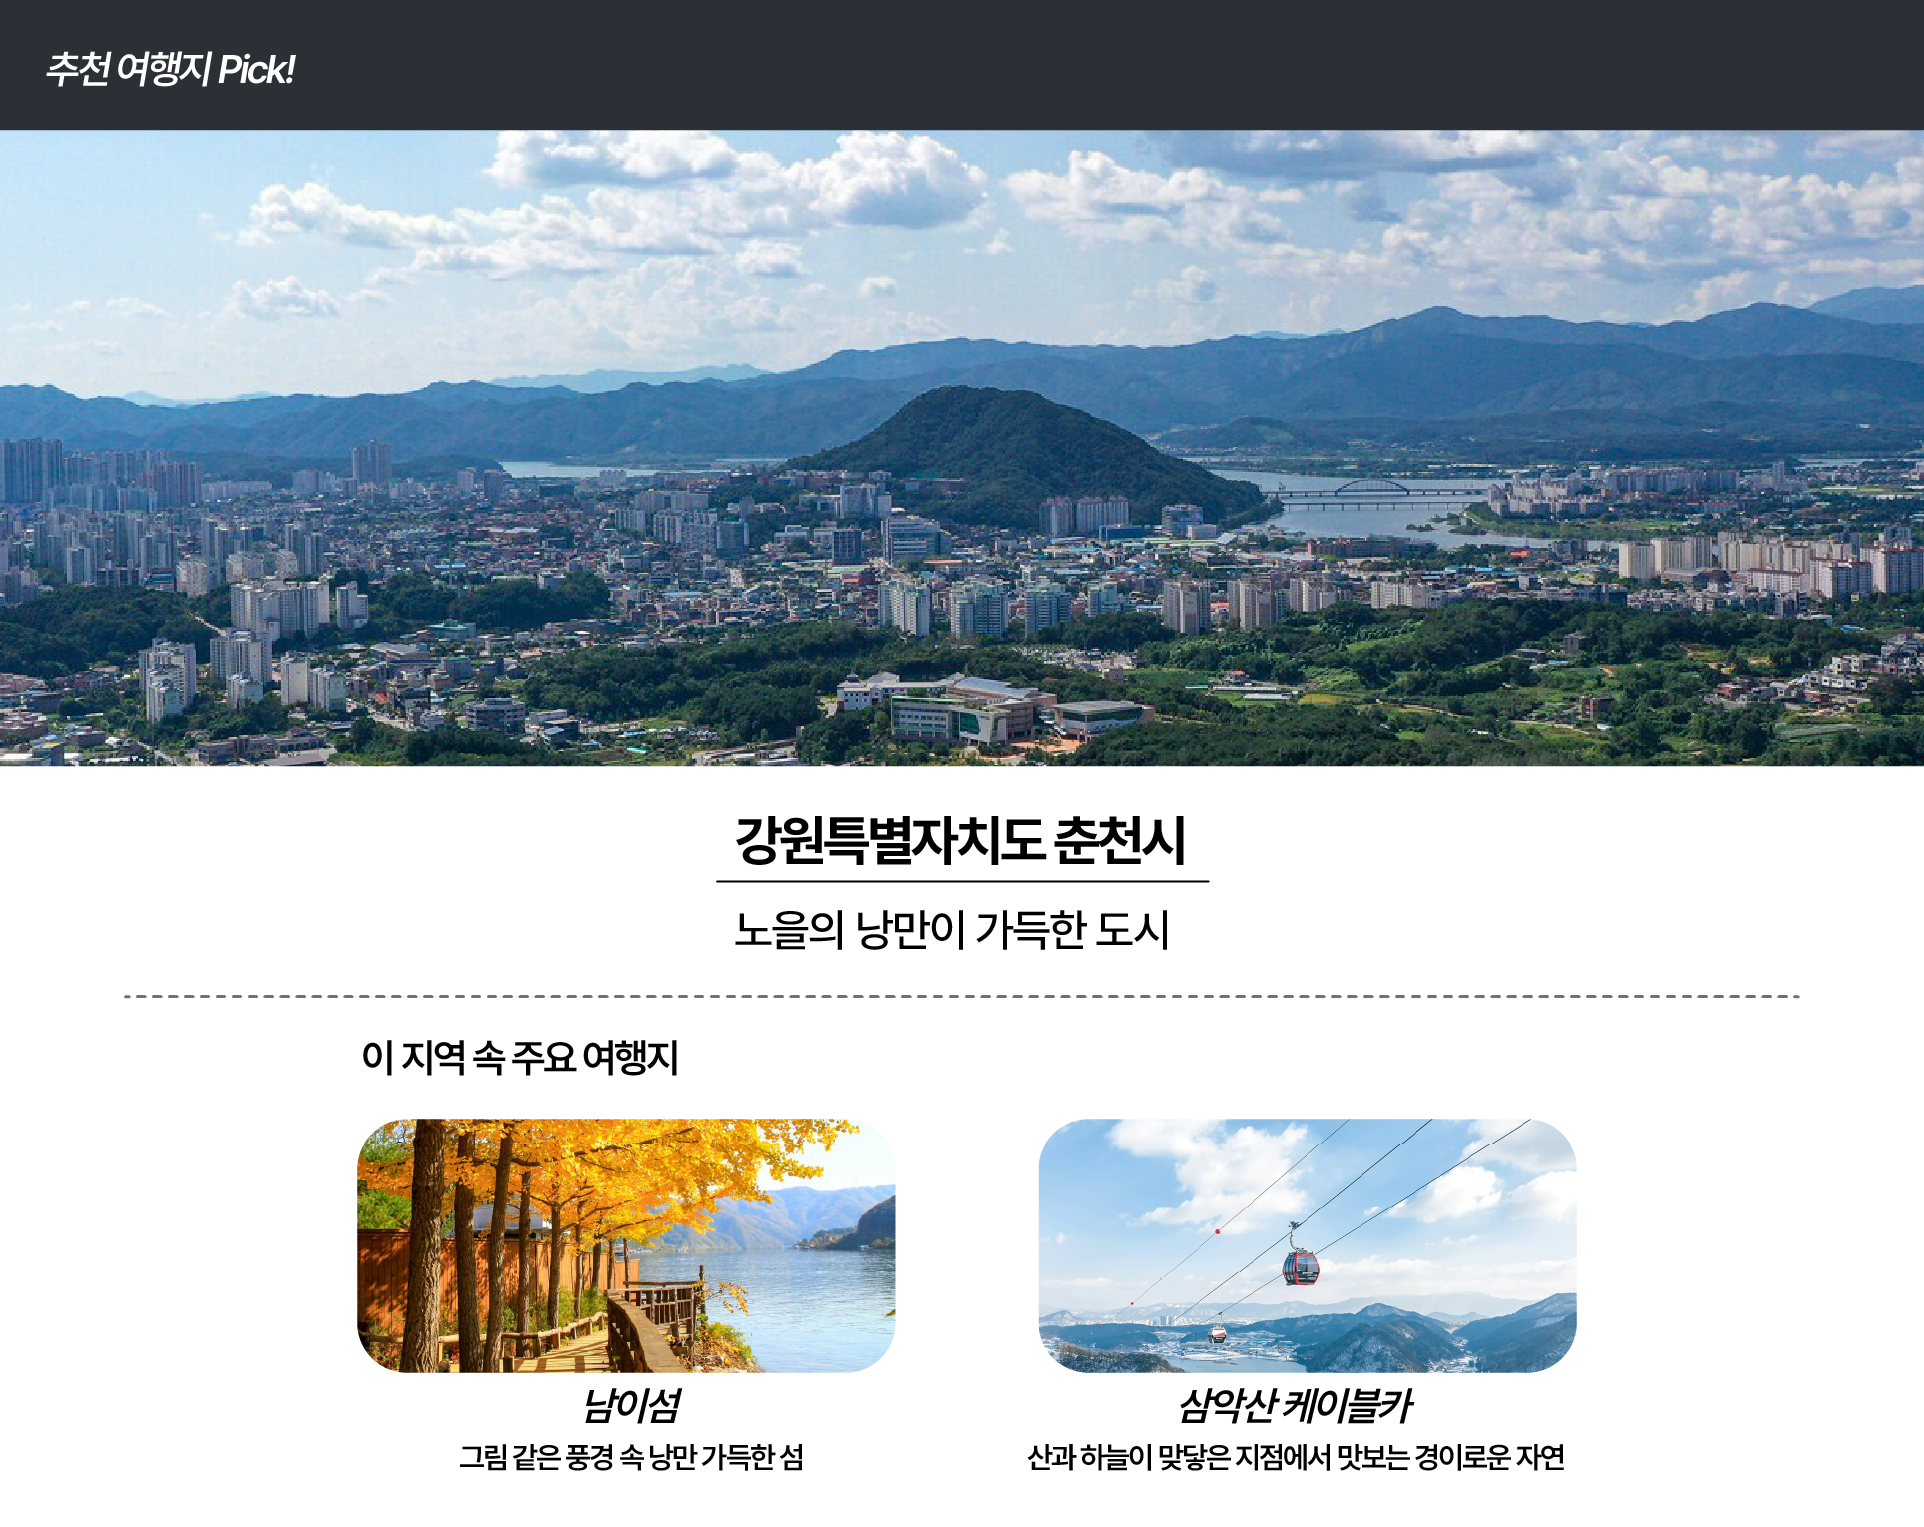 추천 여행지 Pick!
강원특별자치도 춘천시
노을의 낭만이 가득한 도시
이 지역 속 주요 여행지
남이섬
그림 같은 풍경 속 낭만 가득한 섬
삼악산 케이블카
산과 하늘이 맞닿은 지점에서 맛보는 경이로운 자연